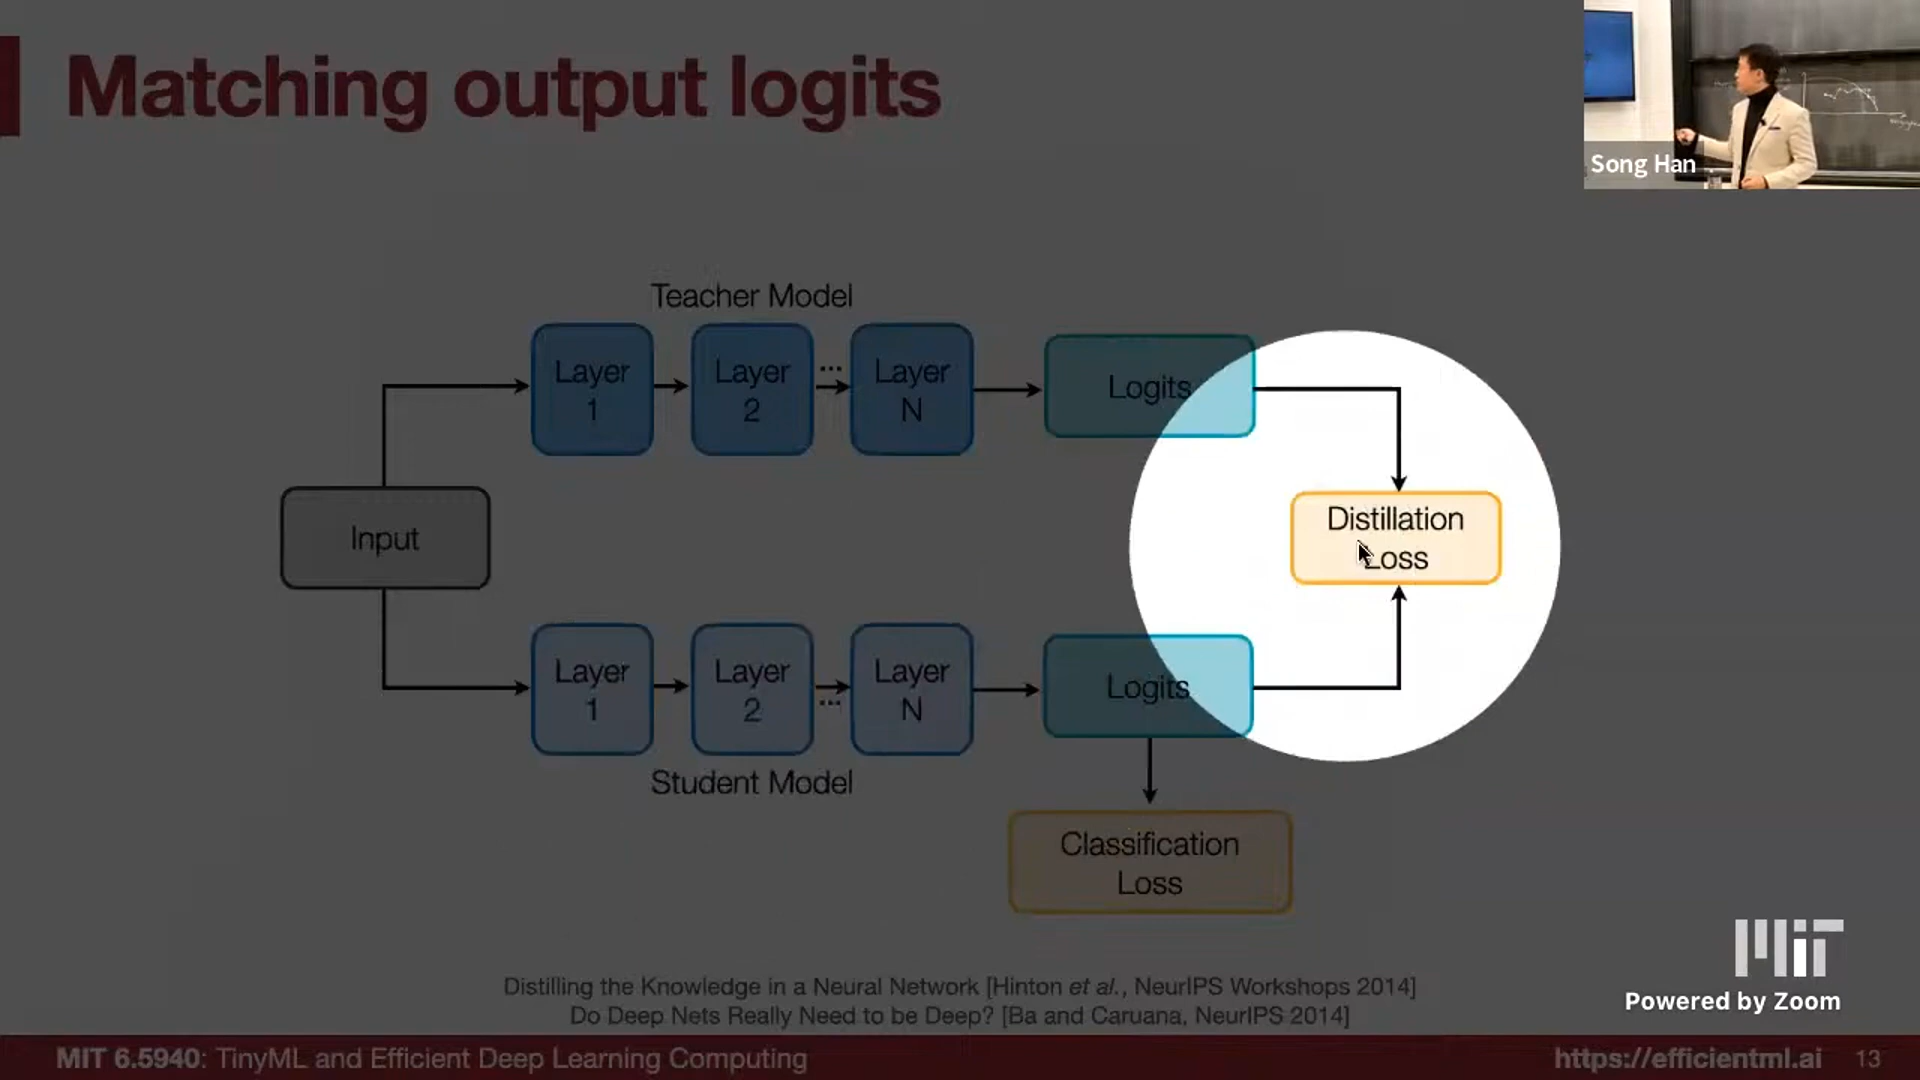 Matching output logits
Song Han
Teacher Model
Layer
1
Layer
2
...
Layer
N
Logits
Input
Distillation
Loss
Layer
1
Layer
2
...
Layer
N
Logits
Student Model
Classification
Loss
Distilling the Knowledge in a Neural Network [Hinton et al., NeurIPS Workshops 2014]
Do Deep Nets Really Need to be Deep? [Ba and Caruana, NeurIPS 2014]
MIT
Powered by Zoom
MIT 6.5940: TinyML and Efficient Deep Learning Computing
https://efficientml.ai
13